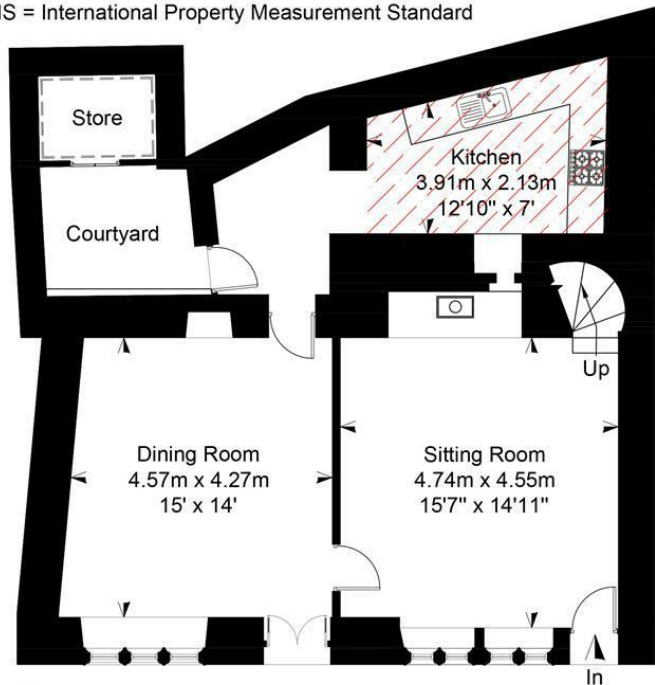 = International Property Measurement Standard
Store
Courtyard
Kitchen
3.91m x 2.13m
12'10" x 7'
Up
Dining Room
4.57m x 4.27m
15' x 14'
Sitting Room
4.74m x 4.55m
15'7" x 14'11"
In